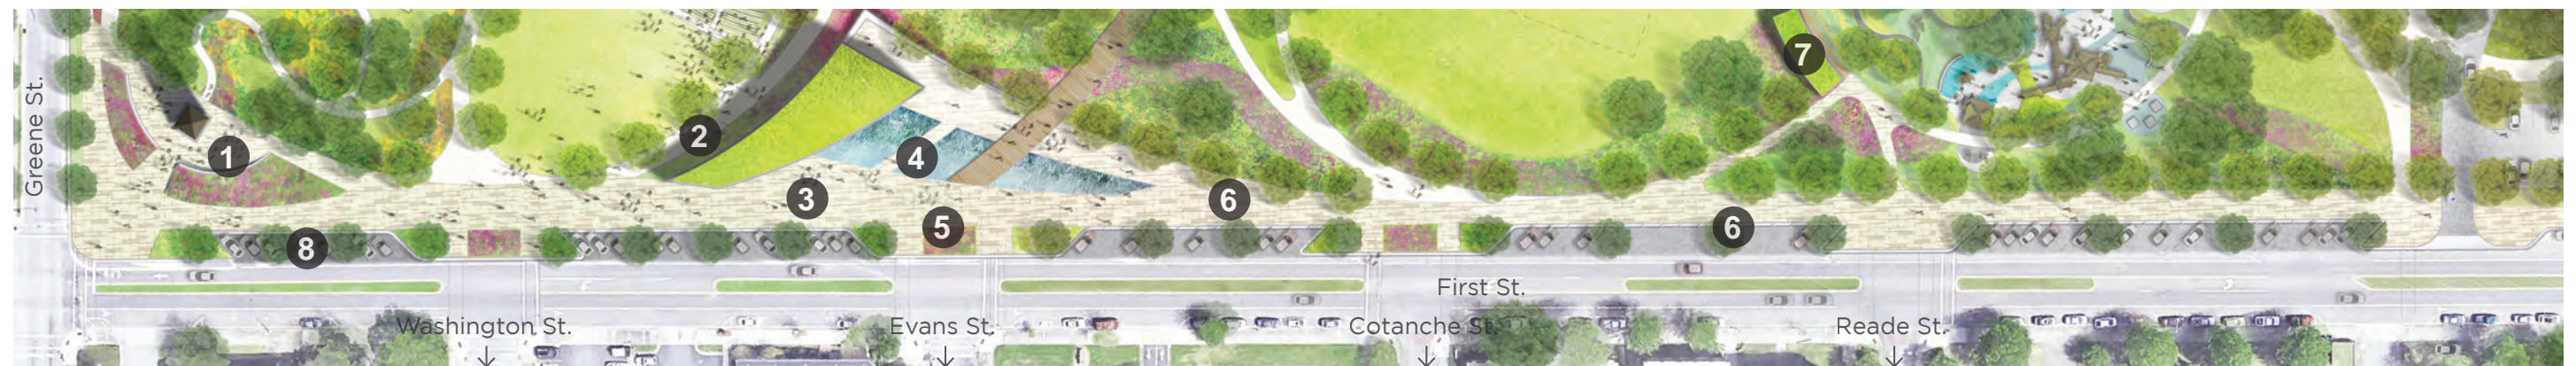 7
2
1
4
Greene St.
3
6
5
6
8
First St.
Washington St.
Evans St.
Cotanche St.
Reade St.